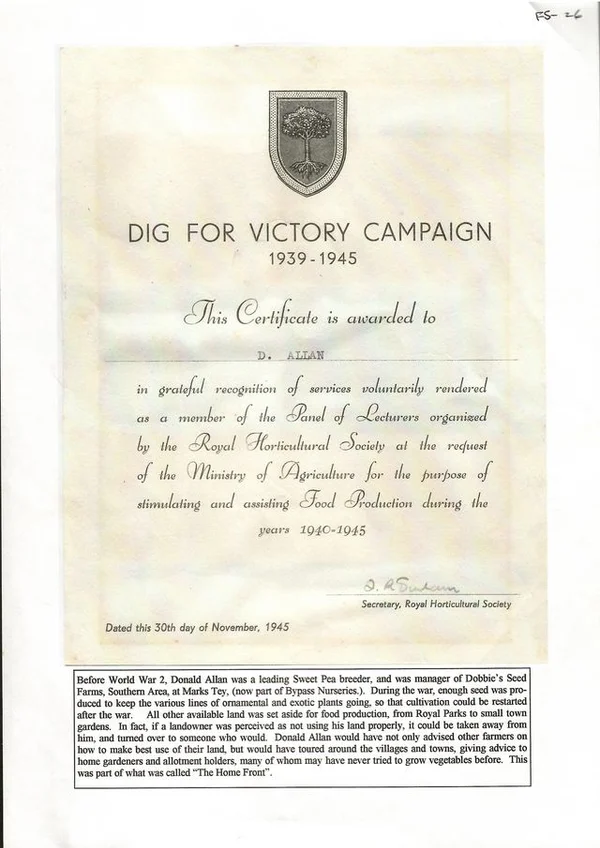 FS-26
DIG FOR VICTORY CAMPAIGN
1939-1945
This Certificate is awarded to
D. ALLAN
in grateful recognition of services voluntarily rendered
as a member of the Panel of Lecturers organized
by the Royal Horticultural Society at the request
of the Ministry of Agriculture for the purpose of
stimulating and assisting Food Production during the
years 1940-1945
Secretary, Royal Horticultural Society
Dated this 30th day of November, 1945
Before World War 2, Donald Allan was a leading Sweet Pea breeder, and was manager of Dobbie's Seed
Farms, Southern Area, at Marks Tey, (now part of Bypass Nurseries.). During the war, enough seed was pro-
duced to keep the various lines of ornamental and exotic plants going, so that cultivation could be restarted
after the war. All other available land was set aside for food production, from Royal Parks to small town
gardens. In fact, if a landowner was perceived as not using his land properly, it could be taken away from
him, and turned over to someone who would. Donald Allan would have not only advised other farmers on
how to make best use of their land, but would have toured around the villages and towns, giving advice to
home gardeners and allotment holders, many of whom may have never tried to grow vegetables before. This
was part of what was called "The Home Front".